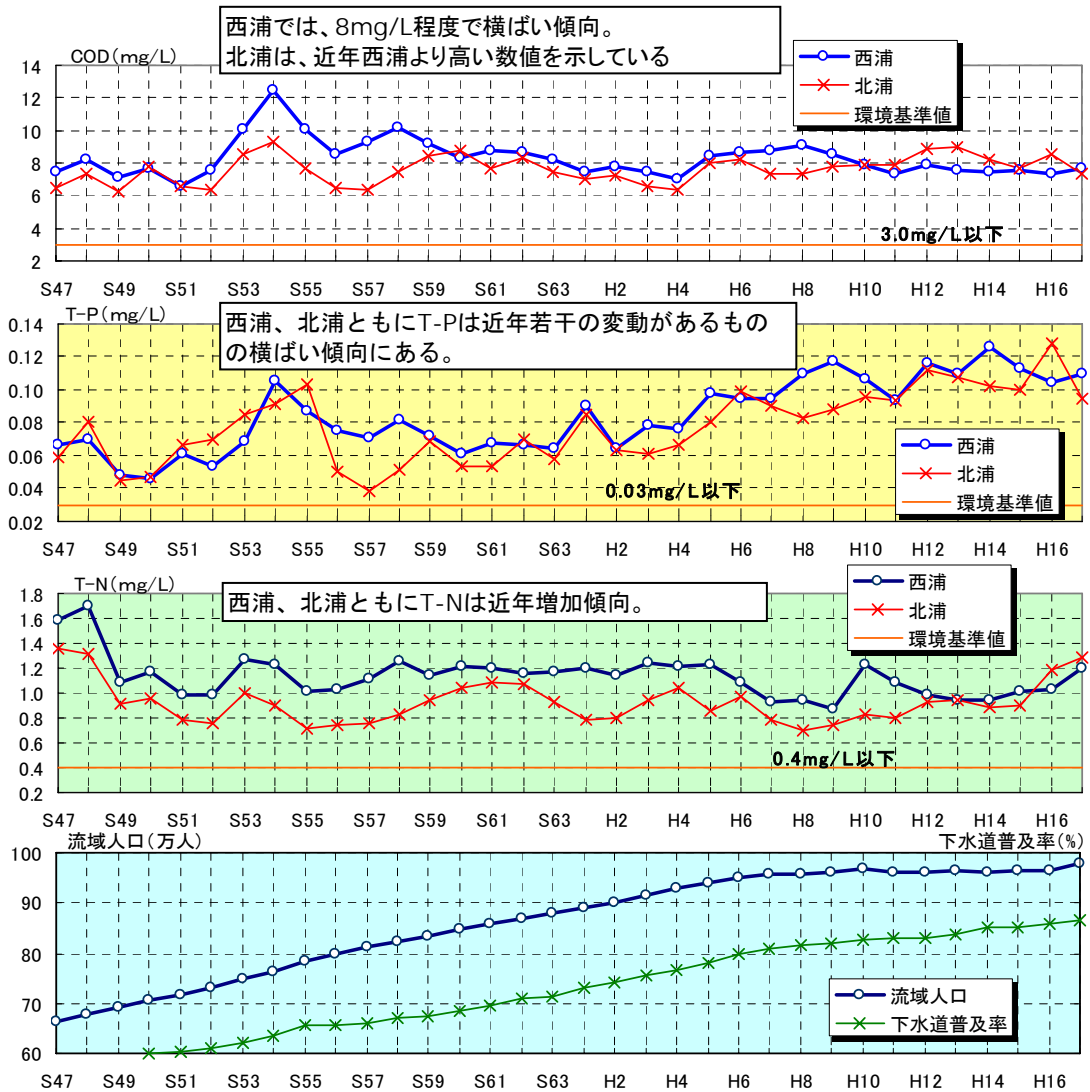 西浦では、8mg/L程度で横ばい傾向。
北浦は、近年西浦より高い数値を示している
COD(mg/L)
西浦
北浦
環境基準値
14
12
10
8
6
4
2
3.0mg/L以下
S47 S49 S51 S53 S55 S57 S59 S61 S63 H2 H4 H6 H8 H10 H12 H14 H16
T-P(mg/L)
西浦、北浦ともにT-Pは近年若干の変動があるもの
の横ばい傾向にある。
0.14
0.12
0.10
0.08
0.06
0.04
0.02
西浦
北浦
環境基準値
0.03mg/L以下
S47 S49 S51 S53 S55 S57 S59 S61 S63 H2 H4 H6 H8 H10 H12 H14 H16
T-N(mg/L)
西浦、北浦ともにT-Nは近年増加傾向。
西浦
北浦
環境基準値
1.8
1.6
1.4
1.2
1.0
0.8
0.6
0.4
0.2
0.4mg/L以下
S47 S49 S51 S53 S55 S57 S59 S61 S63 H2 H4 H6 H8 H10 H12 H14 H16
流域人口(万人)
下水道普及率(%)
100
90
80
70
60
流域人口
下水道普及率
S47 S49 S51 S53 S55 S57 S59 S61 S63 H2 H4 H6 H8 H10 H12 H14 H16